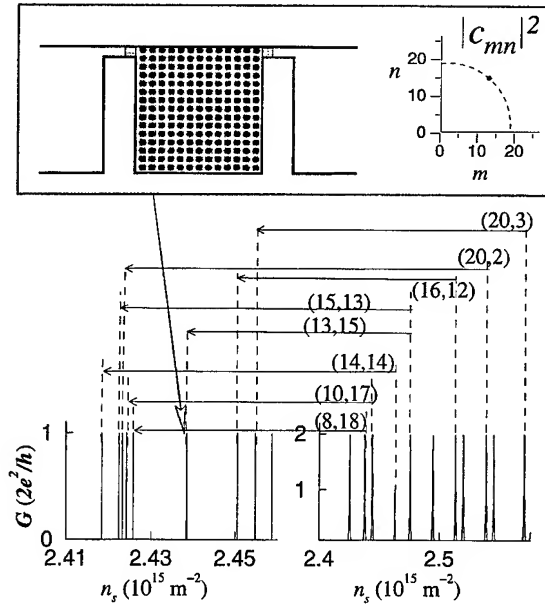 |c_{mn}|^2
n
20
10
0
0 10 20
m
(20,3)
(20,2)
(16,12)
(15,13)
(13,15)
(14,14)
(10,17)
(8,18)
G (2e^2/h)
1
0
2
1
2.41 2.43 2.45
2.4 2.5
n_s (10^{15} m^{-2})
n_s (10^{15} m^{-2})